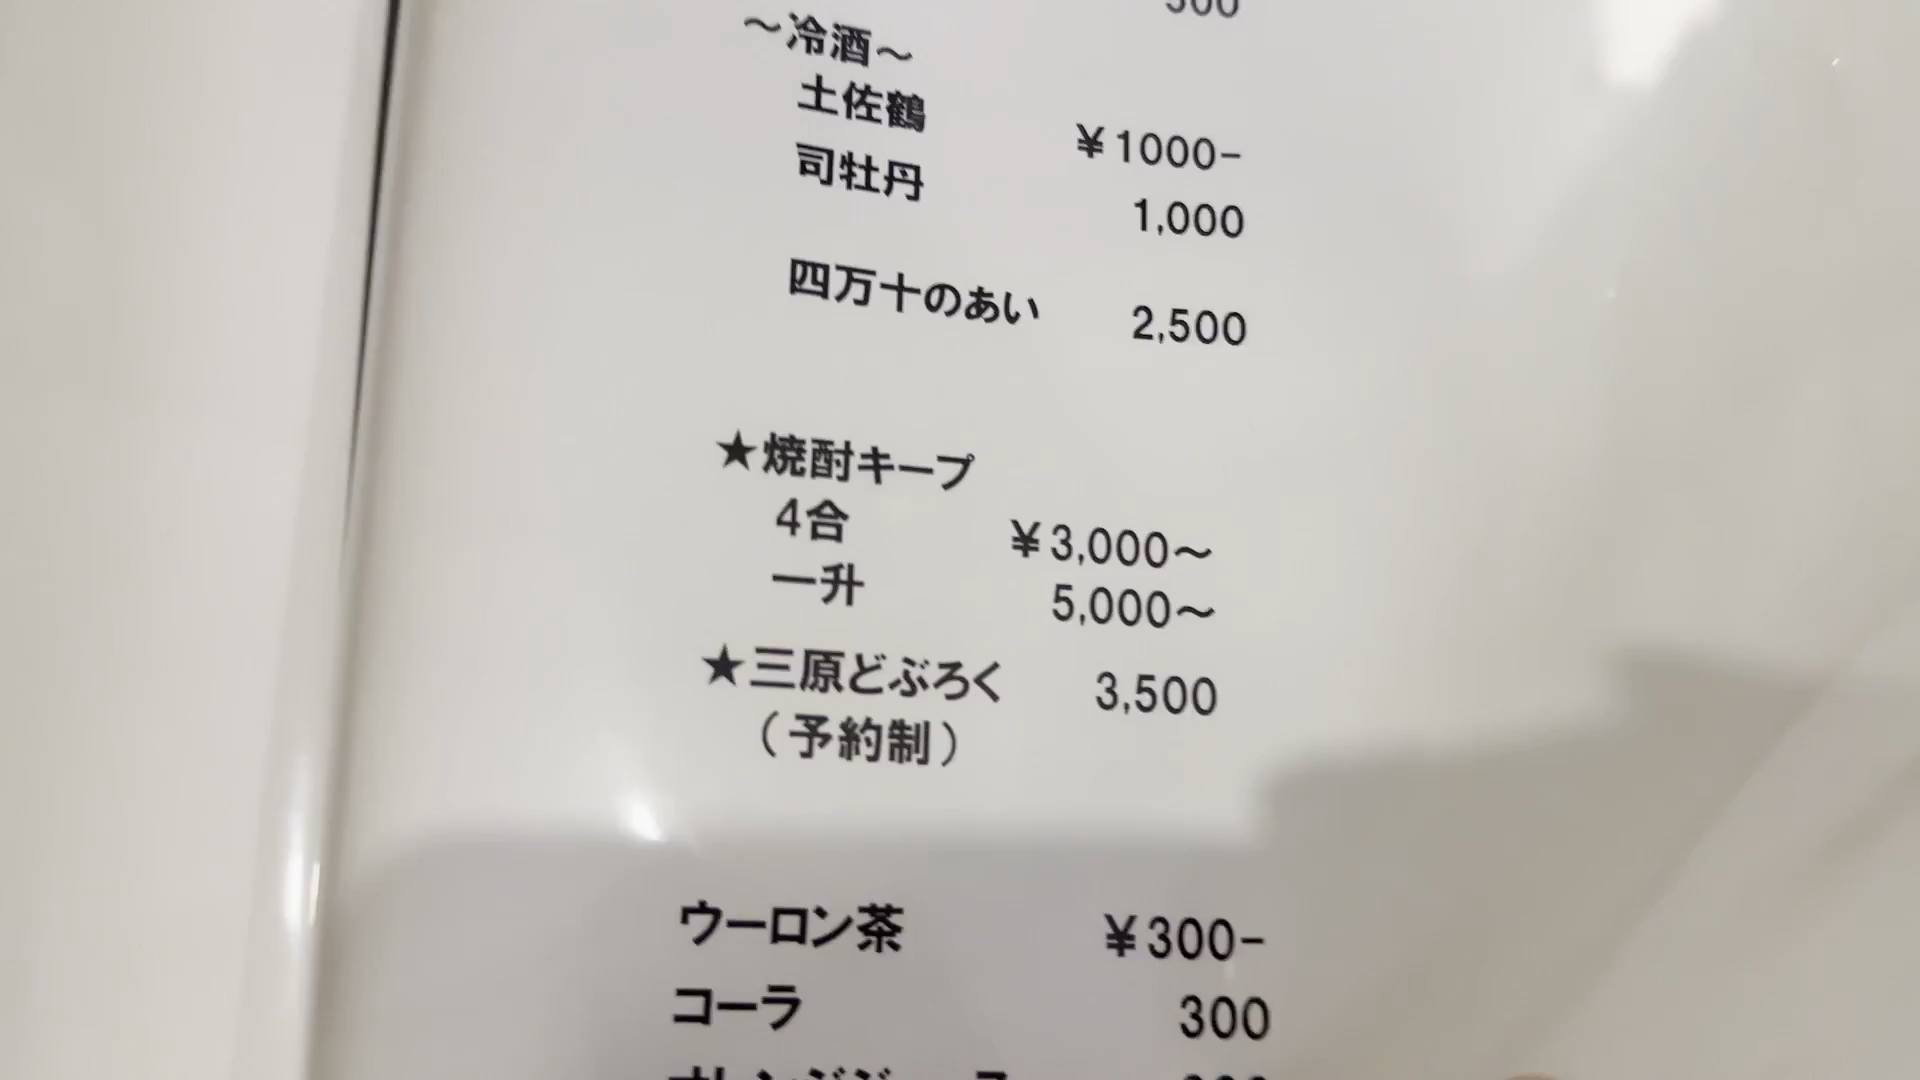 ～冷酒～
土佐鶴 ¥1000-
司牡丹 1,000
四万十のあい 2,500
★焼酎キープ
4合 ¥3,000～
一升 5,000～
★三原どぶろく 3,500
（予約制）
ウーロン茶 ¥300-
コーラ 300